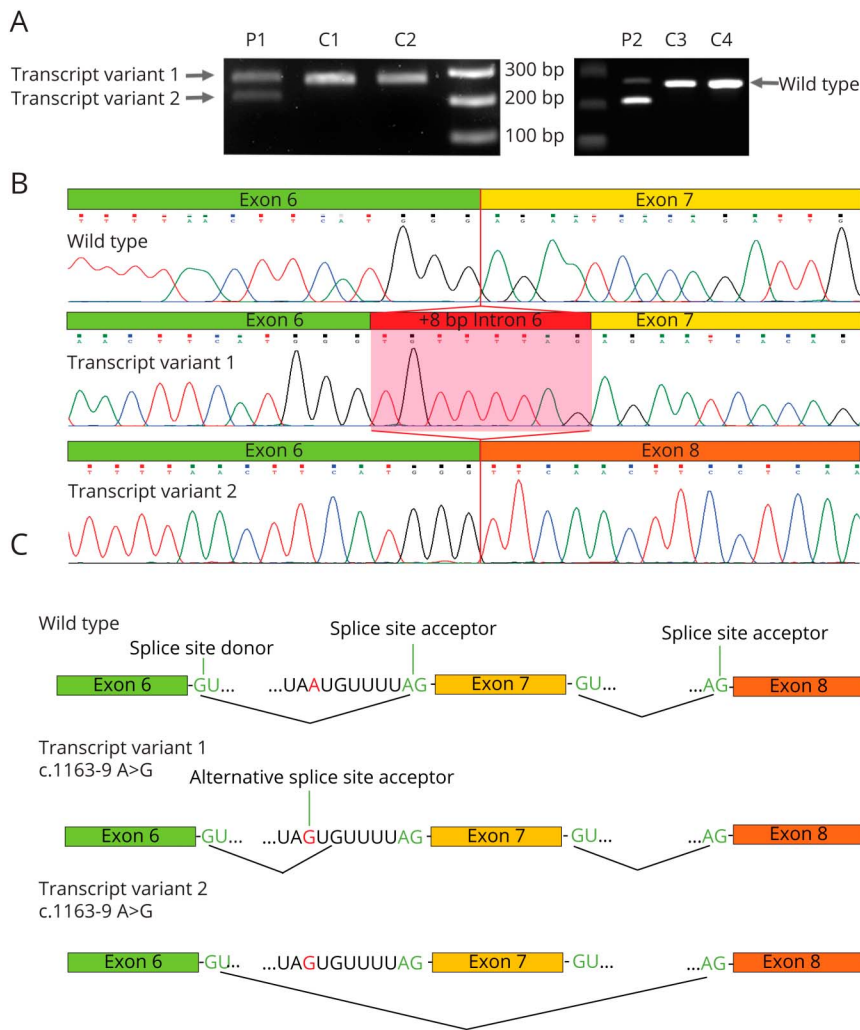 A
P1 C1 C2
P2 C3 C4
Transcript variant 1
Transcript variant 2
300 bp
200 bp
100 bp
Wild type
B
Exon 6 Exon 7
T T T T A A C T T C A T G G G A G A A T C A C A G A T T G
Wild type
Exon 6 +8 bp Intron 6 Exon 7
A A C T T C A T G G G T G T T T T A G A G A A T C A C A G
Transcript variant 1
Exon 6 Exon 8
T T T T A A C T T C A T G G G T T C A A C T T C C T C A A
Transcript variant 2
C
Wild type
Splice site donor Splice site acceptor Splice site acceptor
Exon 6 -GU... ...UAAUGUUUUAG- Exon 7 -GU... ...AG- Exon 8
Transcript variant 1
c.1163-9 A>G
Alternative splice site acceptor
Exon 6 -GU... ...UAGUGUUUUAG- Exon 7 -GU... ...AG- Exon 8
Transcript variant 2
c.1163-9 A>G
Exon 6 -GU.. ...UAGUGUUUUAG- Exon 7 -GU... ...AG- Exon 8